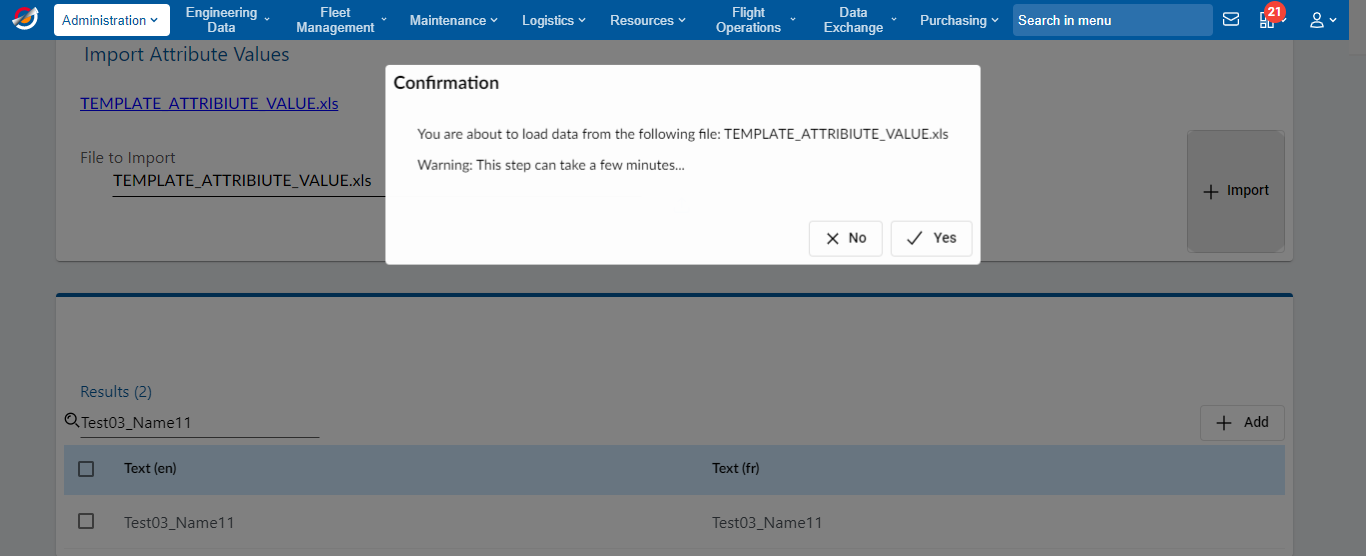 Administration
Engineering Data
Fleet Management
Maintenance
Logistics
Resources
Flight Operations
Data Exchange
Purchasing
Search in menu
21
Import Attribute Values
TEMPLATE_ATTRIBIUTE_VALUE.xls
File to Import
TEMPLATE_ATTRIBIUTE_VALUE.xls
Import
Confirmation
You are about to load data from the following file: TEMPLATE_ATTRIBIUTE_VALUE.xls
Warning: This step can take a few minutes...
No
Yes
Results (2)
Test03_Name11
Add
Text (en)
Text (fr)
Test03_Name11
Test03_Name11